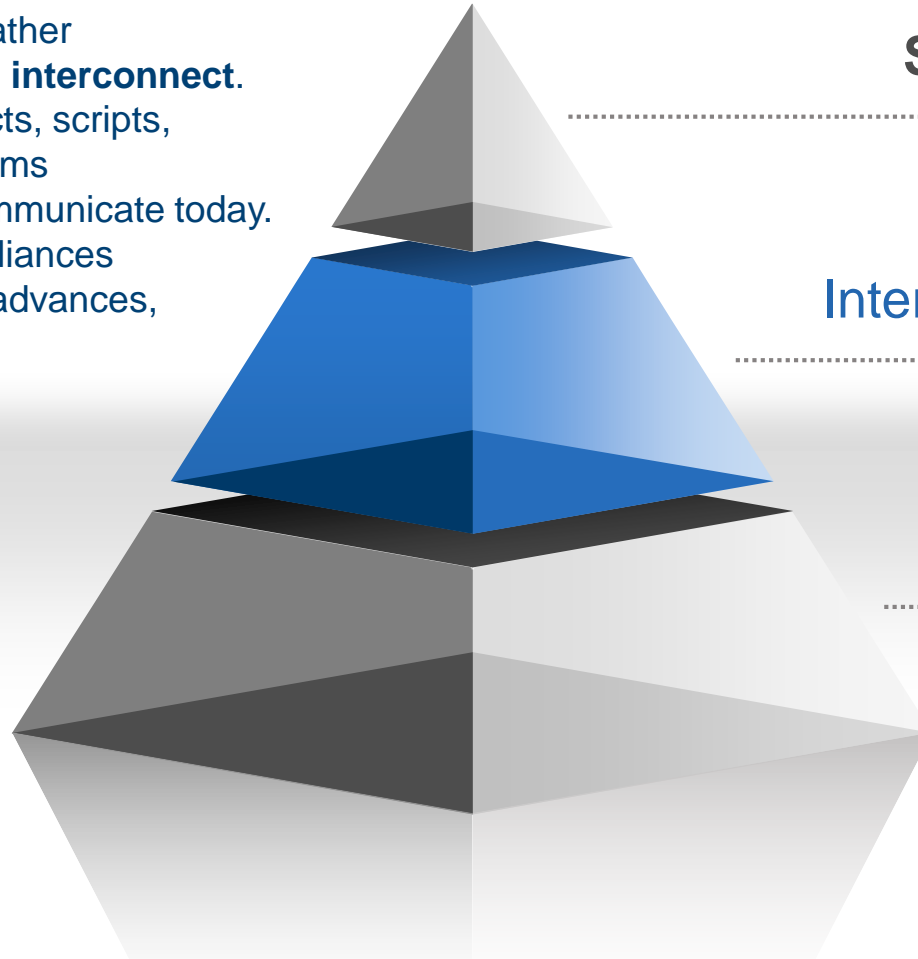 ather
interconnect.
cts, scripts,
ms
mmunicate today.
liances
advances,
S
Inter